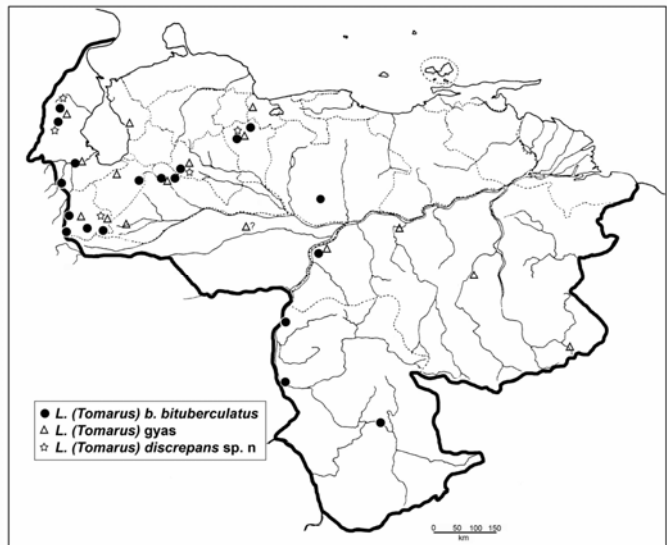 ?
● L. (Tomarus) b. bituberculatus
△ L. (Tomarus) gyas
☆ L. (Tomarus) discrepans sp. n
0 50 100 150
km